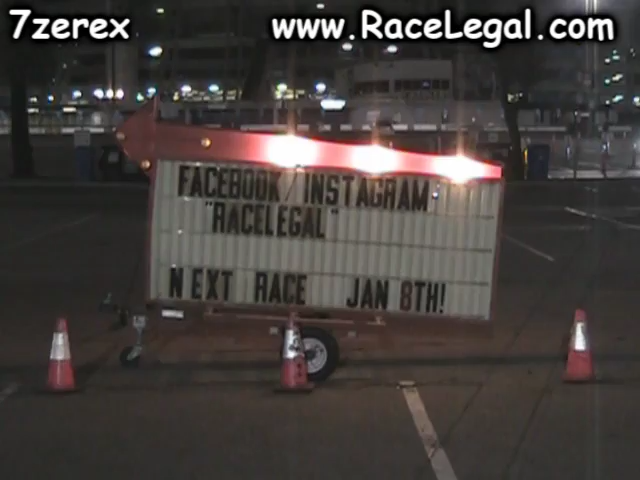 7zerex www.RaceLegal.com
FACEBOOK/INSTAGRAM:
"RACELEGAL"
NEXT RACE JAN 8TH!